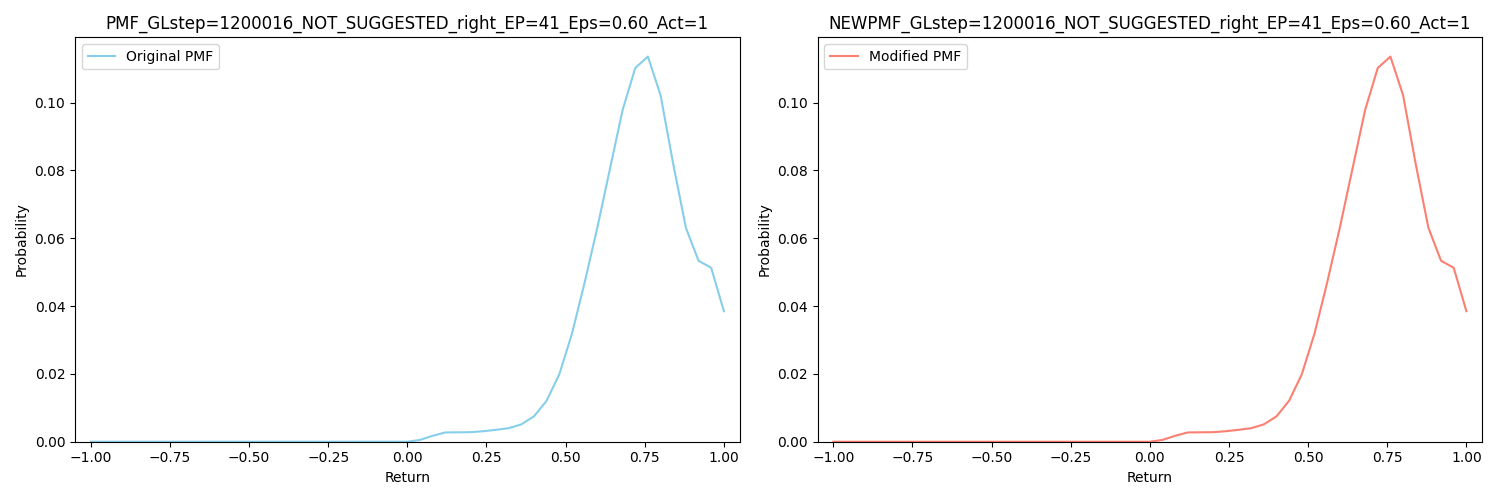 PMF_GLstep=1200016_NOT_SUGGESTED_right_EP=41_Eps=0.60_Act=1
Original PMF
Probability
0.10
0.08
0.06
0.04
0.02
0.00
−1.00 −0.75 −0.50 −0.25 0.00 0.25 0.50 0.75 1.00
Return
NEWPMF_GLstep=1200016_NOT_SUGGESTED_right_EP=41_Eps=0.60_Act=1
Modified PMF
Probability
0.10
0.08
0.06
0.04
0.02
0.00
−1.00 −0.75 −0.50 −0.25 0.00 0.25 0.50 0.75 1.00
Return